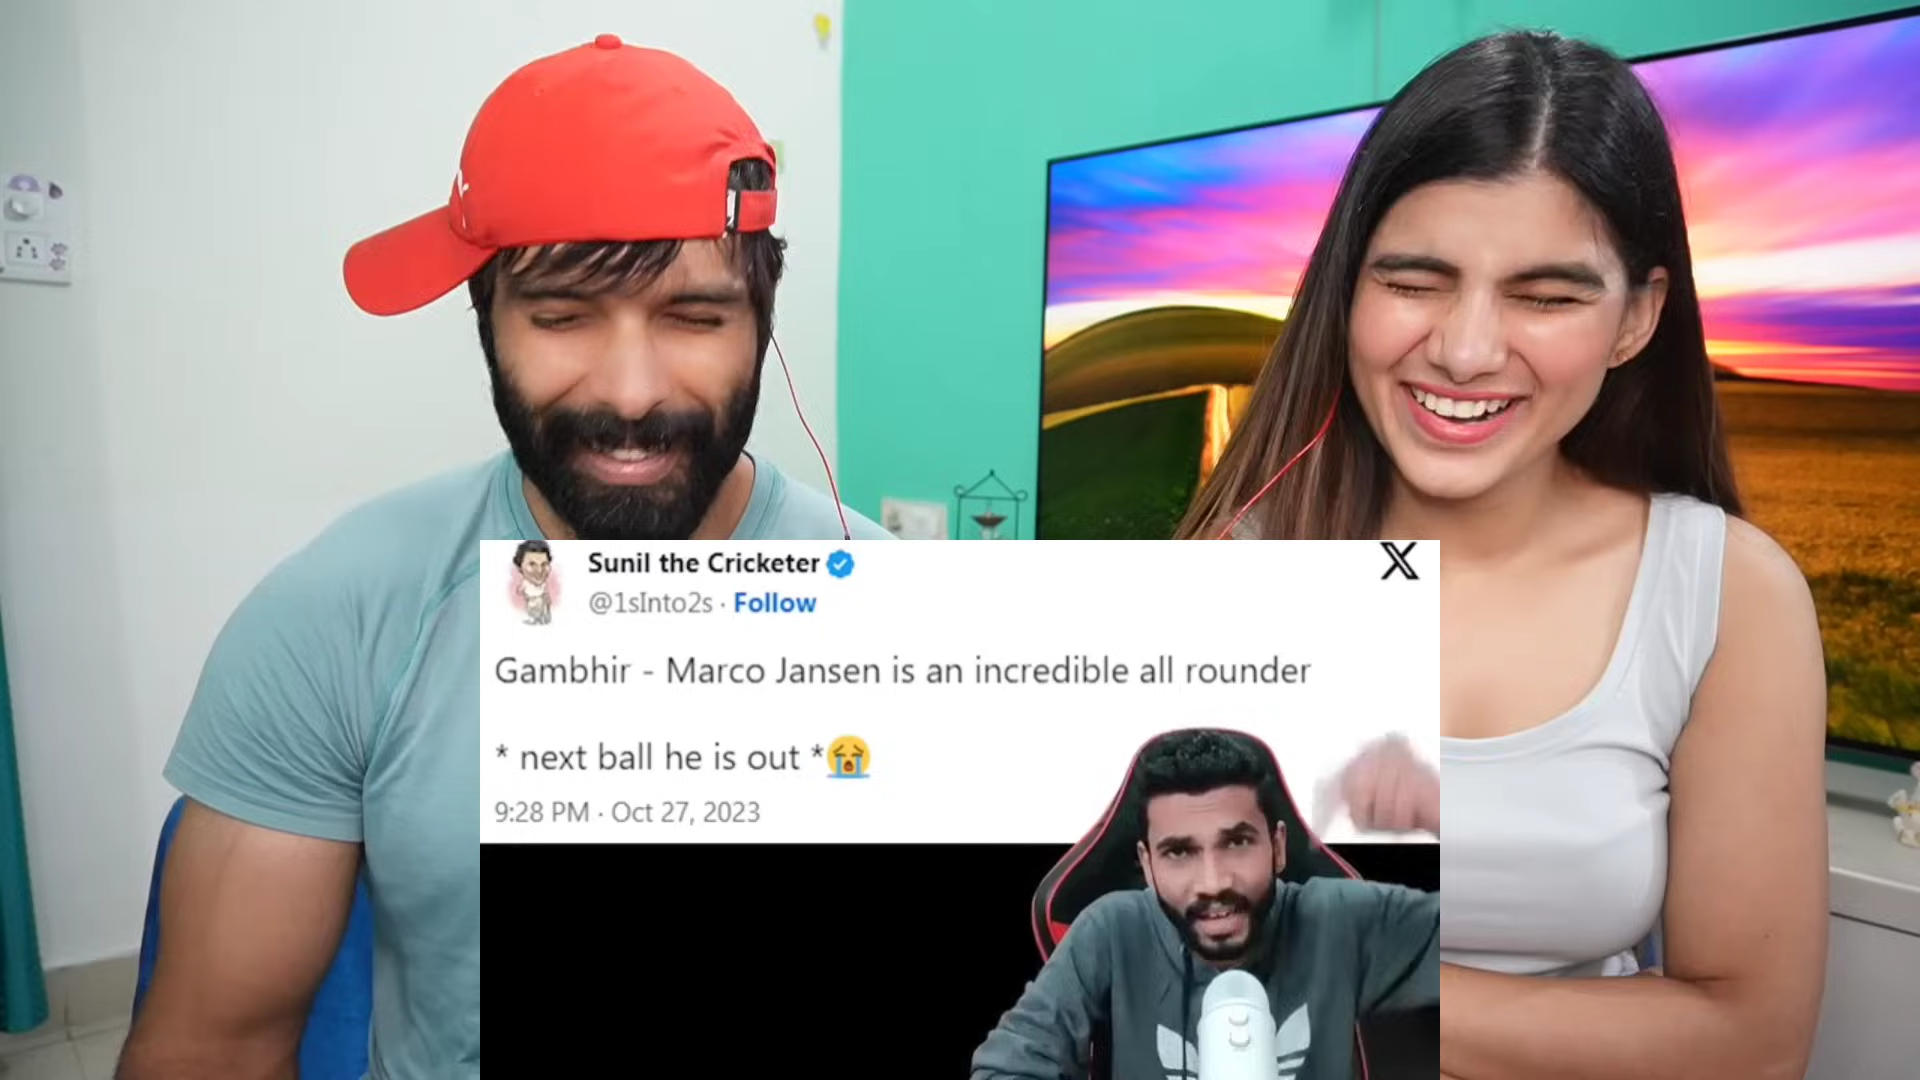 Sunil the Cricketer
@1sInto2s · Follow
Gambhir - Marco Jansen is an incredible all rounder
* next ball he is out *😭
9:28 PM · Oct 27, 2023